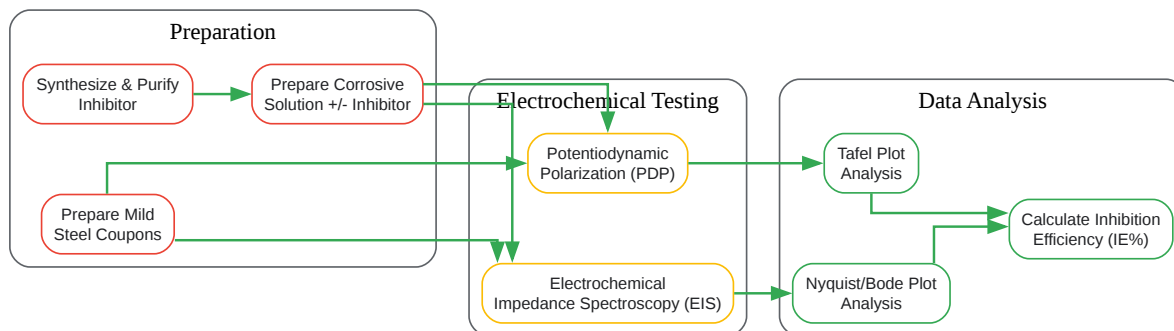 Preparation
Synthesize & Purify
Inhibitor
Prepare Corrosive
Solution +/- Inhibitor
Prepare Mild
Steel Coupons
Electrochemical Testing
Potentiodynamic
Polarization (PDP)
Electrochemical
Impedance Spectroscopy (EIS)
Data Analysis
Tafel Plot
Analysis
Nyquist/Bode Plot
Analysis
Calculate Inhibition
Efficiency (IE%)